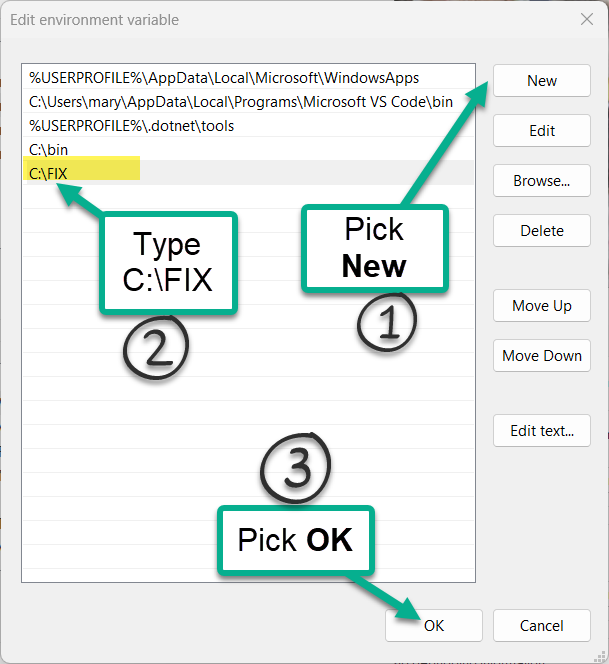 Edit environment variable
%USERPROFILE%\AppData\Local\Microsoft\WindowsApps
C:\Users\mary\AppData\Local\Programs\Microsoft VS Code\bin
%USERPROFILE%\.dotnet\tools
C:\bin
C:\FIX
New
Edit
Browse...
Delete
Move Up
Move Down
Edit text...
Pick
New
1
Type
C:\FIX
2
3
Pick OK
OK
Cancel